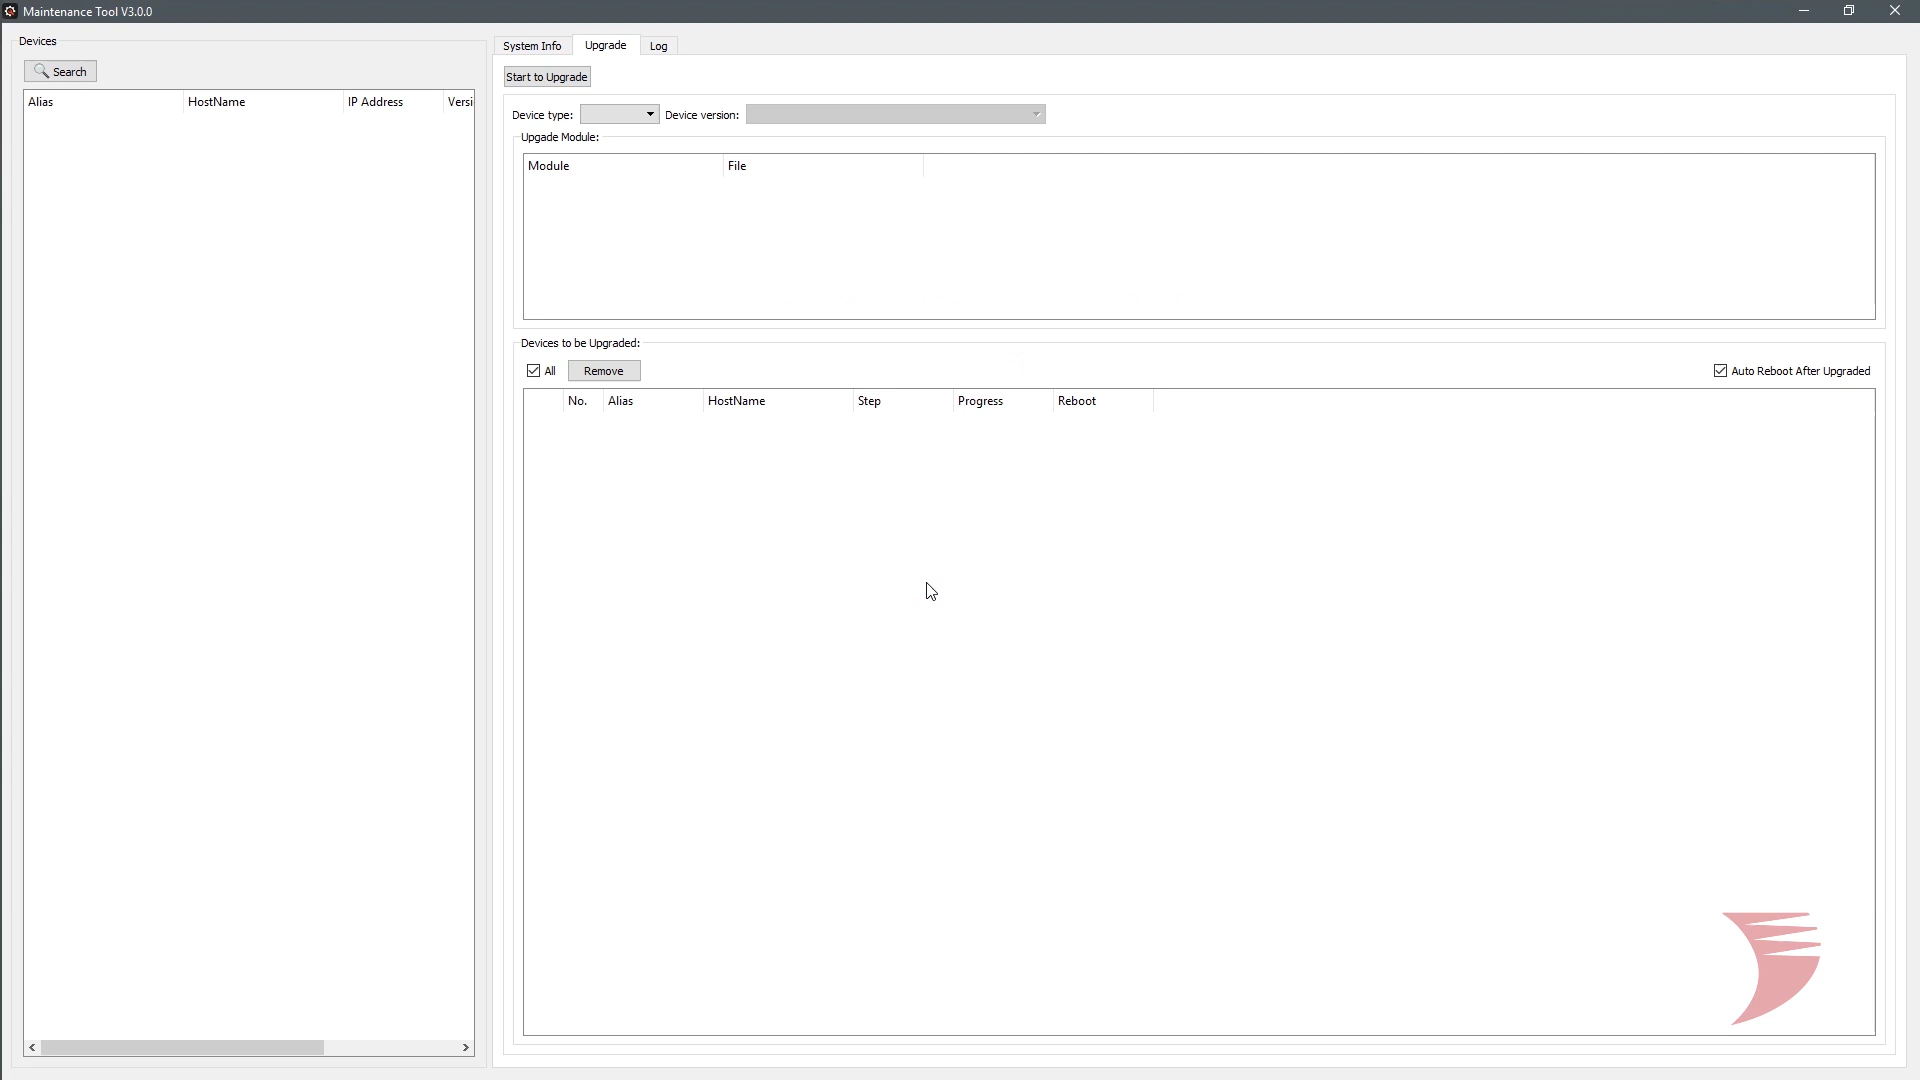 Maintenance Tool V3.0.0
Devices
Search
Alias HostName IP Address Versi
System Info Upgrade Log
Start to Upgrade
Device type: Device version:
Upgade Module:
Module File
Devices to be Upgraded:
All Remove Auto Reboot After Upgraded
No. Alias HostName Step Progress Reboot